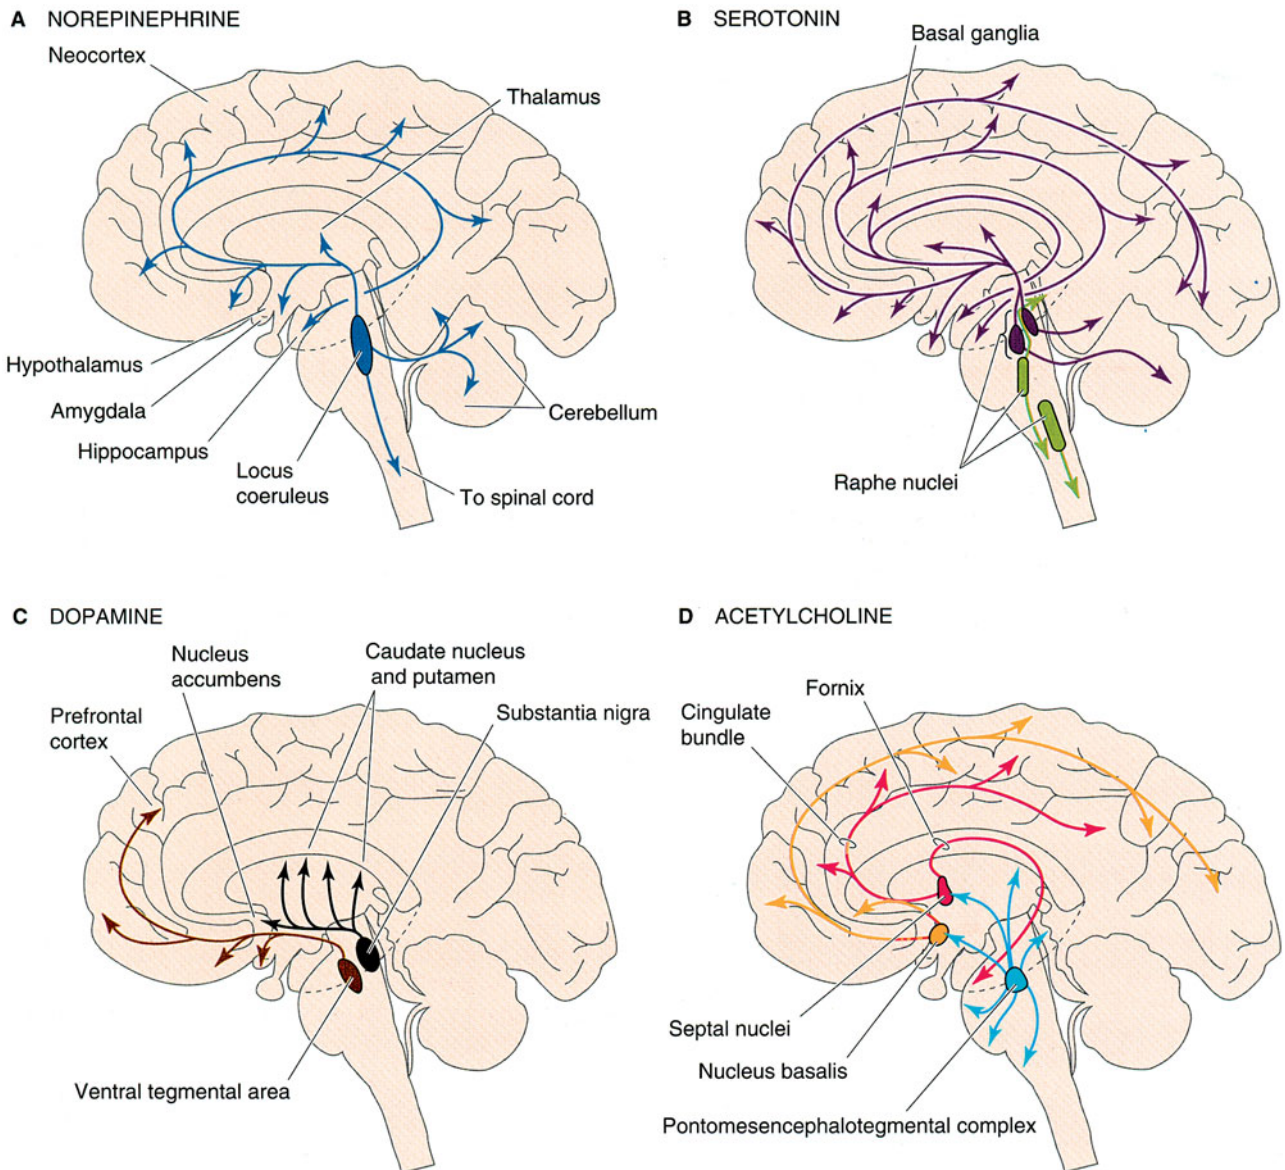 A NOREPINEPHRINE
Neocortex
Thalamus
Hypothalamus
Amygdala
Hippocampus
Locus
coeruleus
Cerebellum
To spinal cord
B SEROTONIN
Basal ganglia
Raphe nuclei
C DOPAMINE
Nucleus
accumbens
Caudate nucleus
and putamen
Prefrontal
cortex
Substantia nigra
Ventral tegmental area
D ACETYLCHOLINE
Fornix
Cingulate
bundle
Septal nuclei
Nucleus basalis
Pontomesencephalotegmental complex